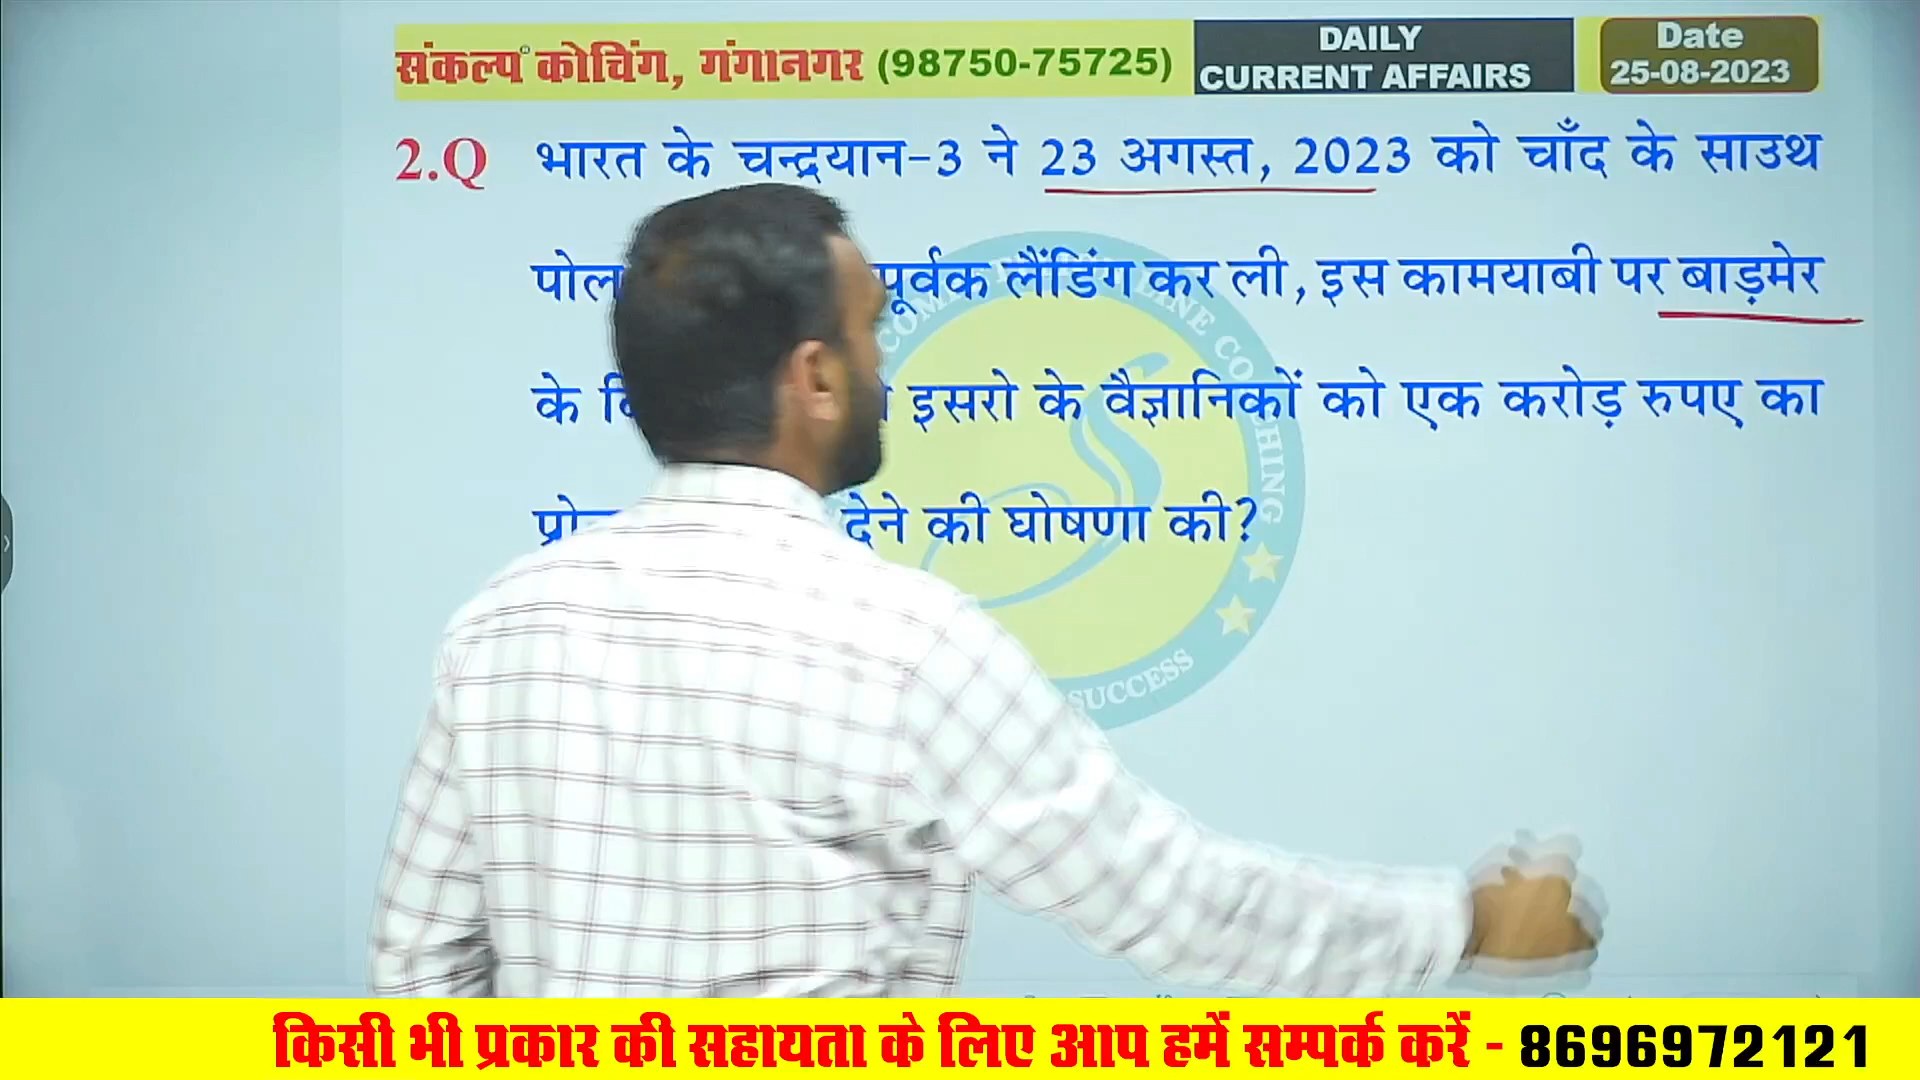 संकल्प® कोचिंग, गंगानगर (98750-75725)
DAILY
CURRENT AFFAIRS
Date
25-08-2023
2.Q भारत के चन्द्रयान-3 ने 23 अगस्त, 2023 को चाँद के साउथ
पोल पूर्वक लैंडिंग कर ली, इस कामयाबी पर बाड़मेर
के इसरो के वैज्ञानिकों को एक करोड़ रुपए का
देने की घोषणा की?
SUCCESS
किसी भी प्रकार की सहायता के लिए आप हमें सम्पर्क करें - 8696972121